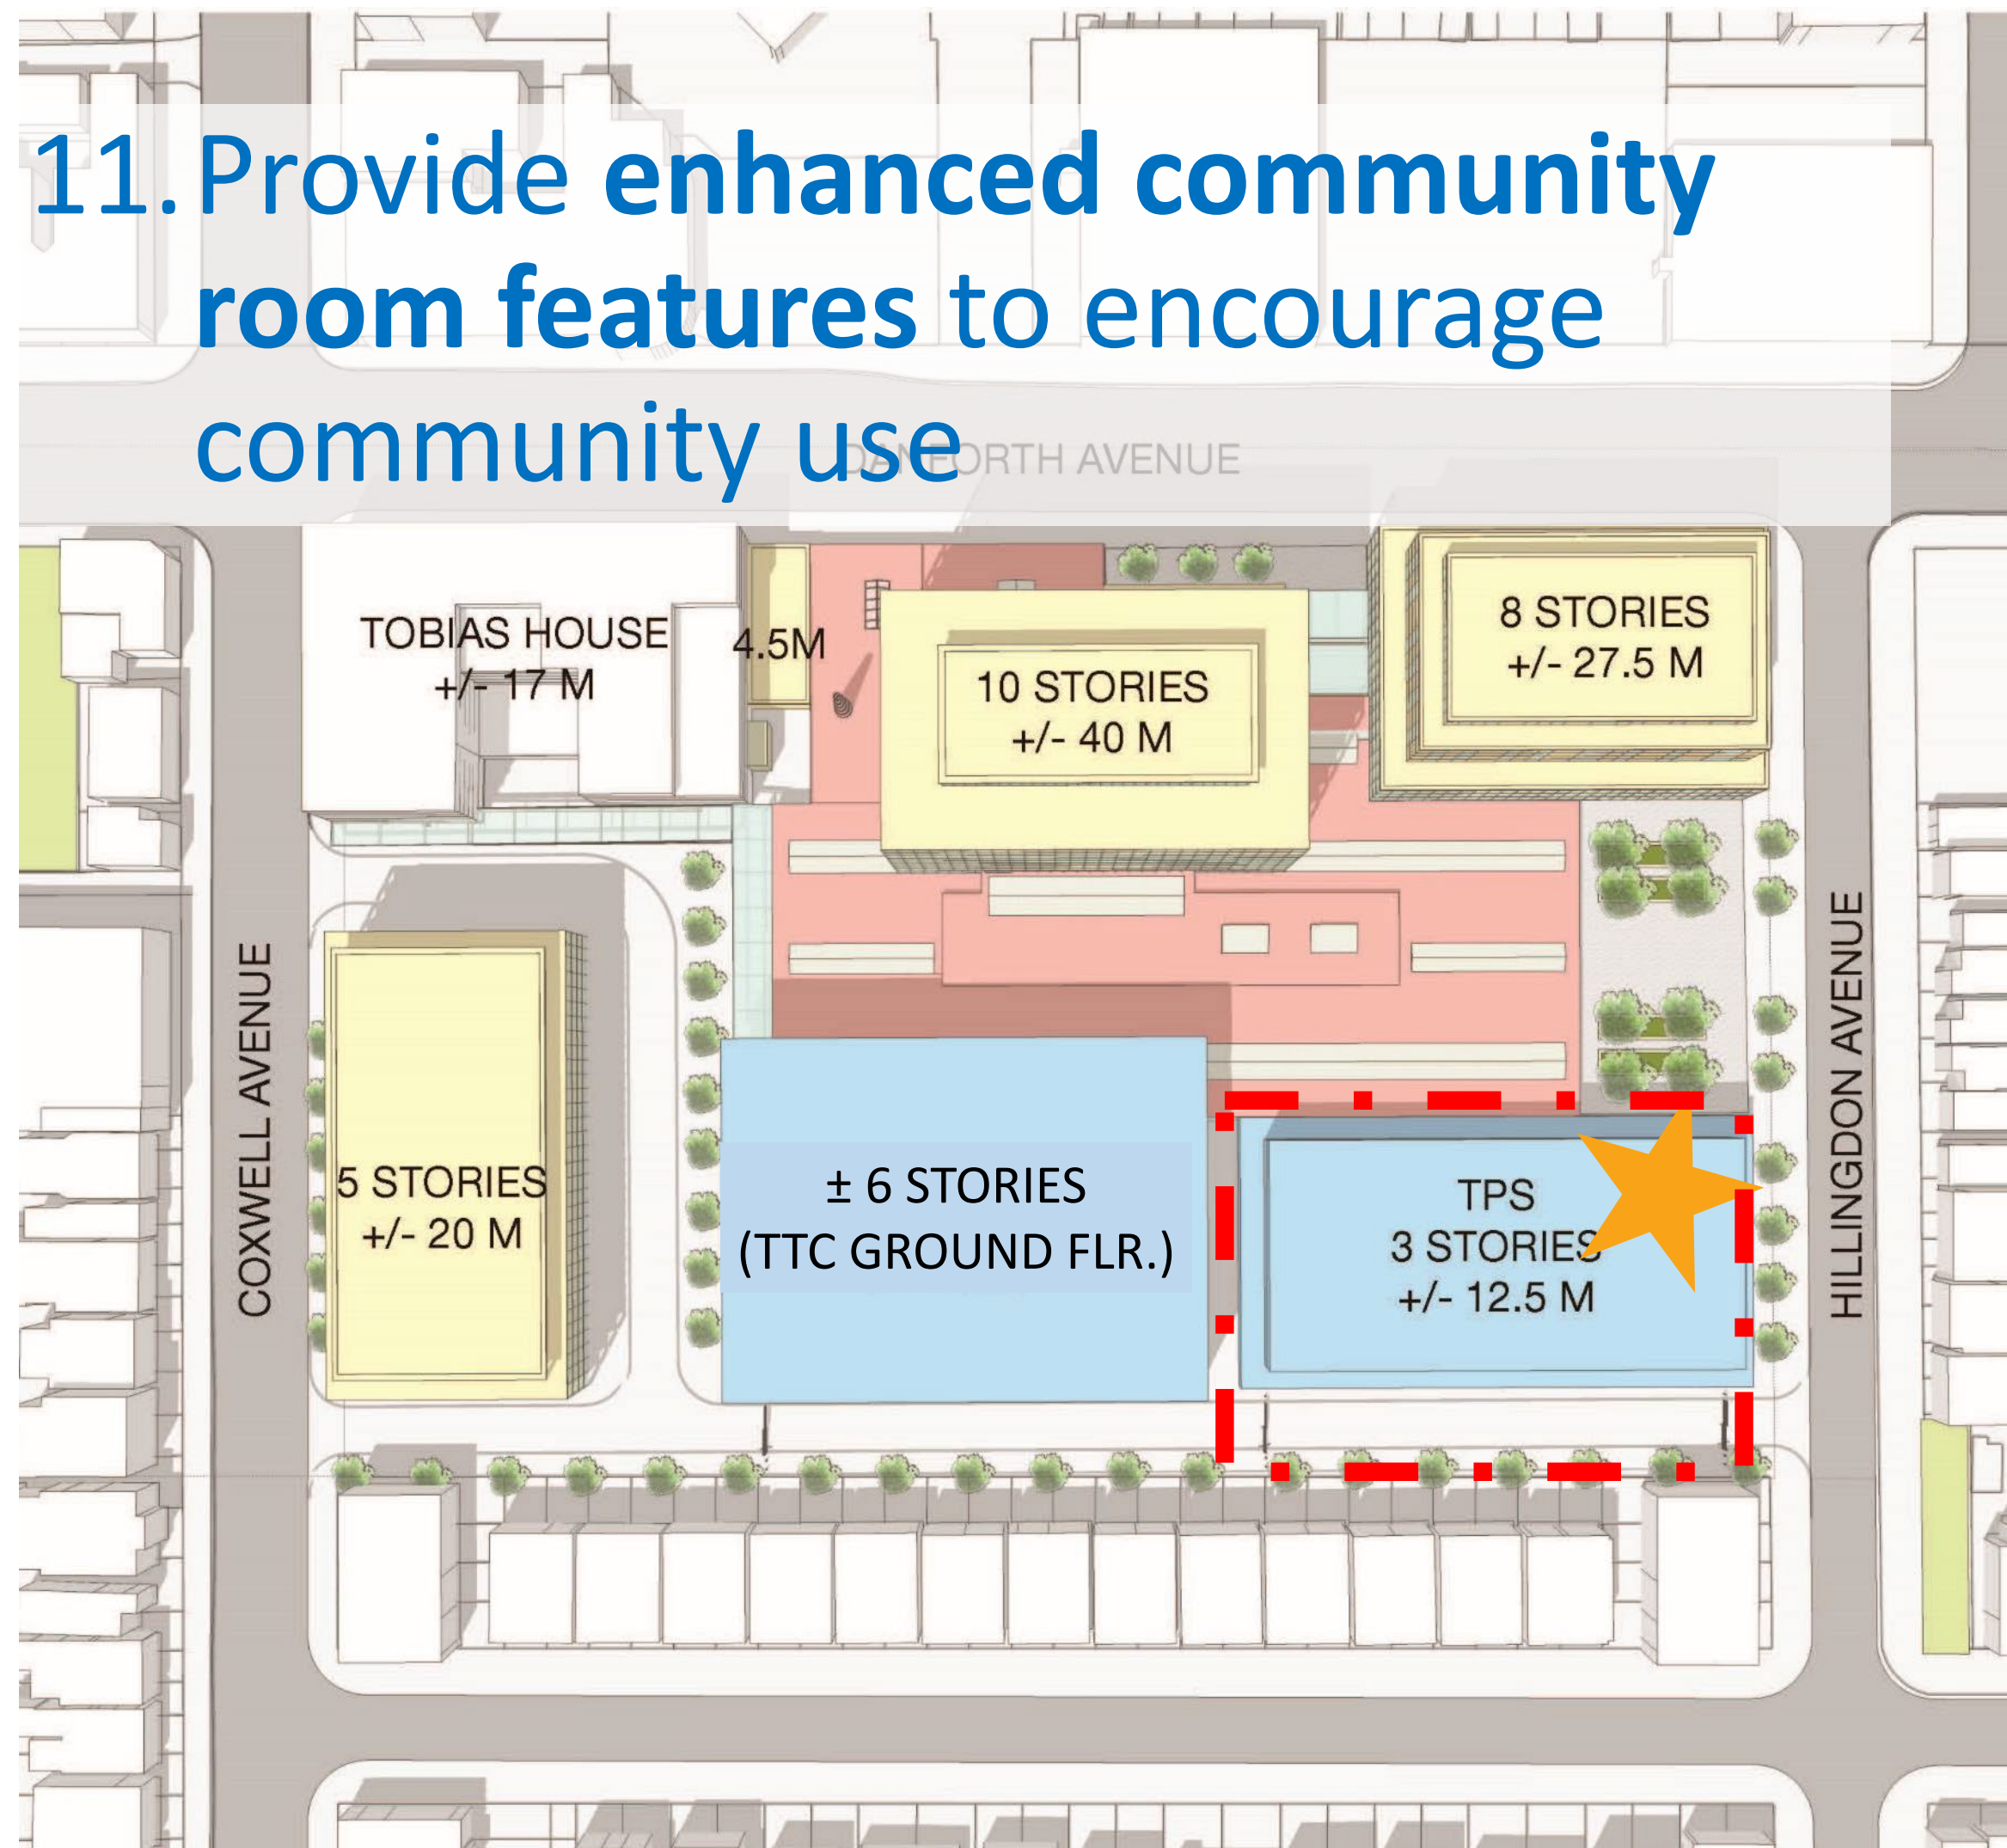 11. Provide enhanced community
room features to encourage
community use
DANFORTH AVENUE
TOBIAS HOUSE
+/- 17 M
4.5M
10 STORIES
+/- 40 M
8 STORIES
+/- 27.5 M
COXWELL AVENUE
5 STORIES
+/- 20 M
± 6 STORIES
(TTC GROUND FLR.)
TPS
3 STORIES
+/- 12.5 M
HILLINGDON AVENUE